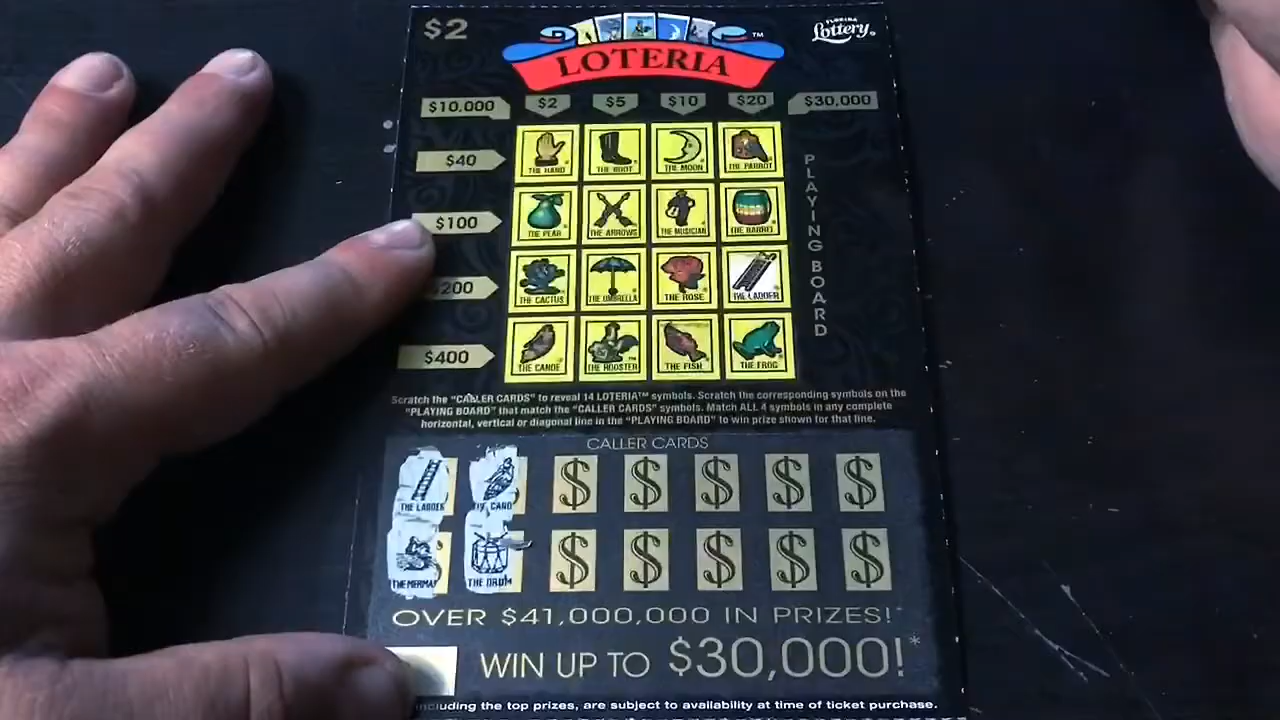 $2
LOTERIA™
FLORIDA
Lottery
$10,000 $2 $5 $10 $20 $30,000
$40
THE HAND THE BOOT THE MOON THE PARROT
$100
THE PEAR THE ARROWS THE MUSICIAN THE BARREL
200
THE CACTUS THE UMBRELLA THE ROSE THE LADDER
$400
THE CANOE THE ROOSTER™ THE FISH THE FROG
PLAYING BOARD
Scratch the "CALLER CARDS" to reveal 14 LOTERIA™ symbols. Scratch the corresponding symbols on the
"PLAYING BOARD" that match the "CALLER CARDS" symbols. Match ALL 4 symbols in any complete
horizontal, vertical or diagonal line in the "PLAYING BOARD" to win prize shown for that line.
CALLER CARDS
THE LADDER $ $ $ $ $
THE MERMA THE DRUM $ $ $ $ $
OVER $41,000,000 IN PRIZES!*
WIN UP TO $30,000!*
including the top prizes, are subject to availability at time of ticket purchase.